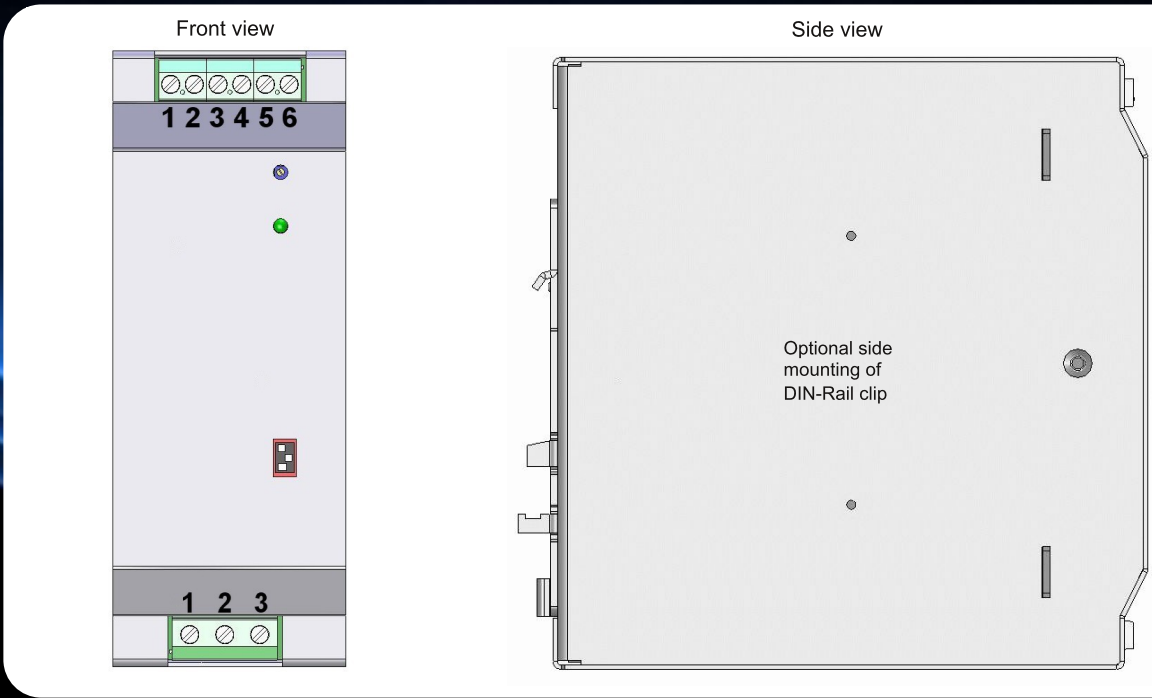 Front view
Side view
1 2 3 4 5 6
Optional side
mounting of
DIN-Rail clip
1 2 3